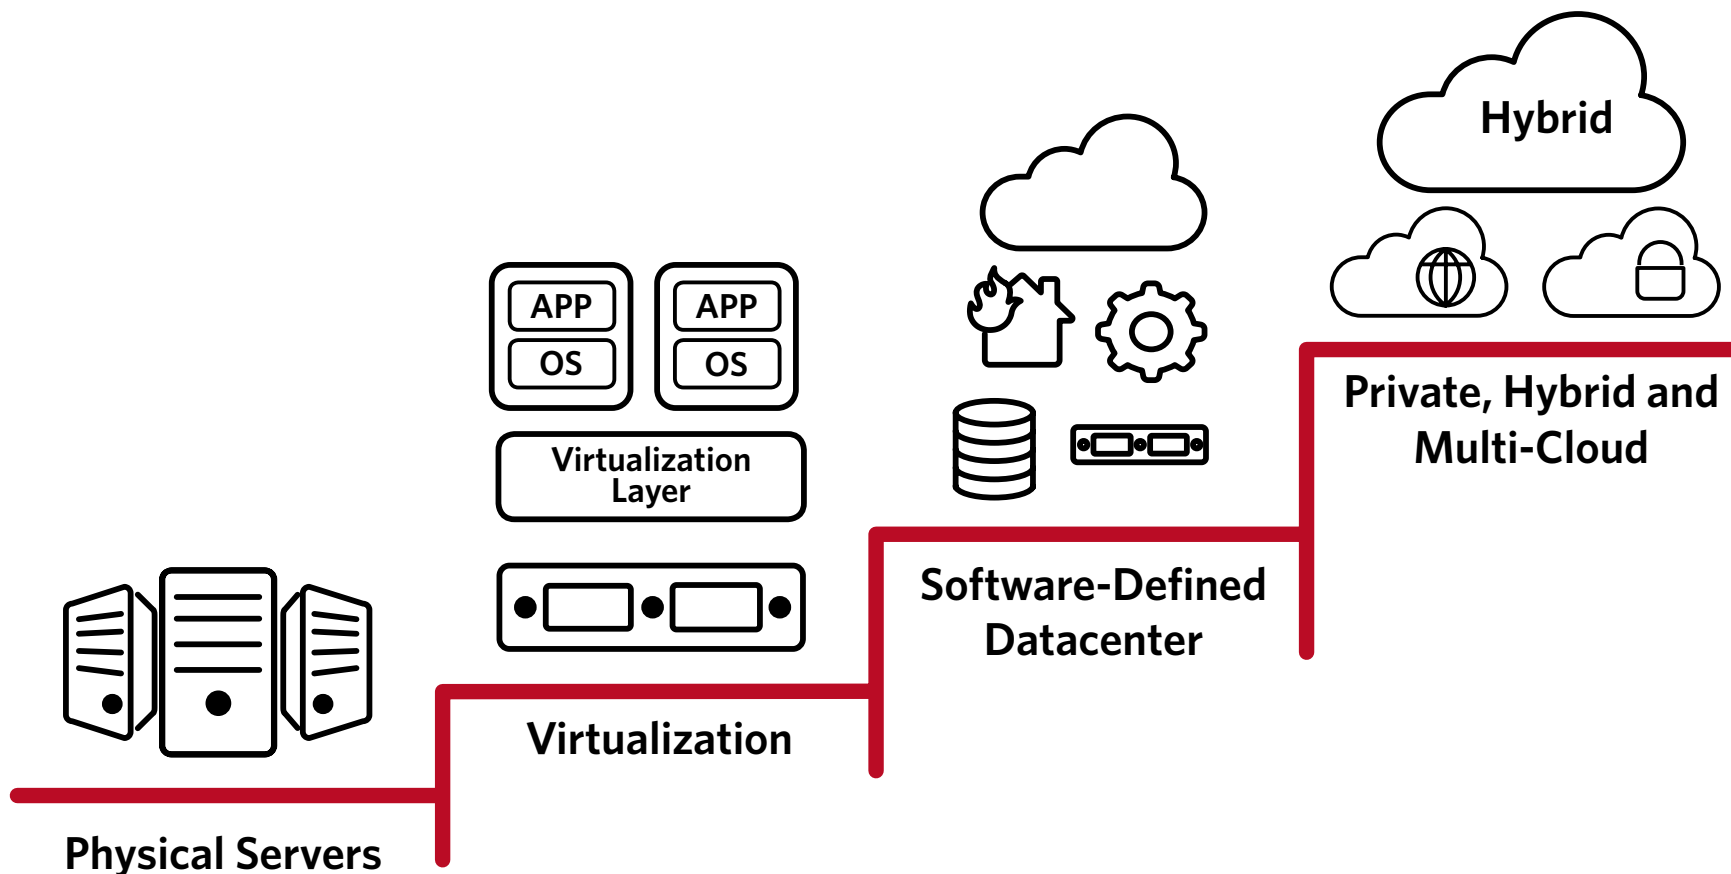 Hybrid
APP
APP
OS
OS
Virtualization
Layer
Private, Hybrid and
Multi-Cloud
Software-Defined
Datacenter
Virtualization
Physical Servers